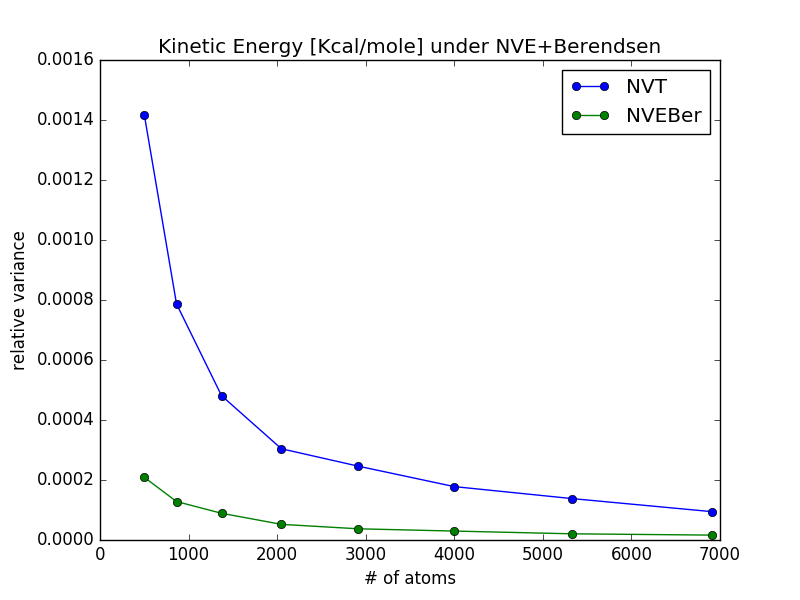 Kinetic Energy [Kcal/mole] under NVE+Berendsen
NVT
NVEBer
relative variance
0.0016
0.0014
0.0012
0.0010
0.0008
0.0006
0.0004
0.0002
0.0000
0 1000 2000 3000 4000 5000 6000 7000
# of atoms